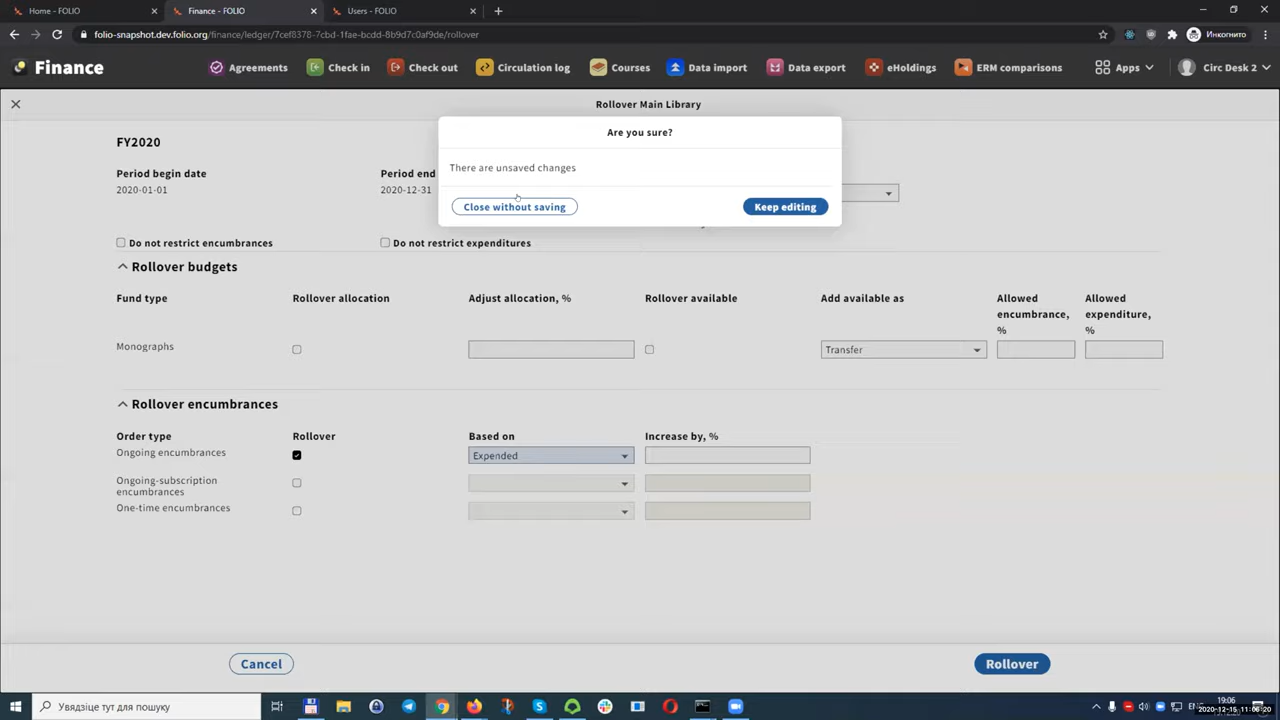 Home - FOLIO
Finance - FOLIO
Users - FOLIO
folio-snapshot.dev.folio.org/finance/ledger/7cef8378-7cbd-1fae-bcdd-8b9d7c0af9de/rollover
Инкогнито
Finance
Agreements
Check in
Check out
Circulation log
Courses
Data import
Data export
eHoldings
ERM comparisons
Apps
Circ Desk 2
Rollover Main Library
Are you sure?
There are unsaved changes
Close without saving
Keep editing
FY2020
Period begin date
Period end
2020-01-01
2020-12-31
Do not restrict encumbrances
Do not restrict expenditures
Rollover budgets
Fund type
Rollover allocation
Adjust allocation, %
Rollover available
Add available as
Allowed encumbrance, %
Allowed expenditure, %
Monographs
Transfer
Rollover encumbrances
Order type
Rollover
Based on
Increase by, %
Ongoing encumbrances
Expended
Ongoing-subscription encumbrances
One-time encumbrances
Cancel
Rollover
Увядзіце тут для пошуку
ENG
19:06
2020-12-15 11:06:20